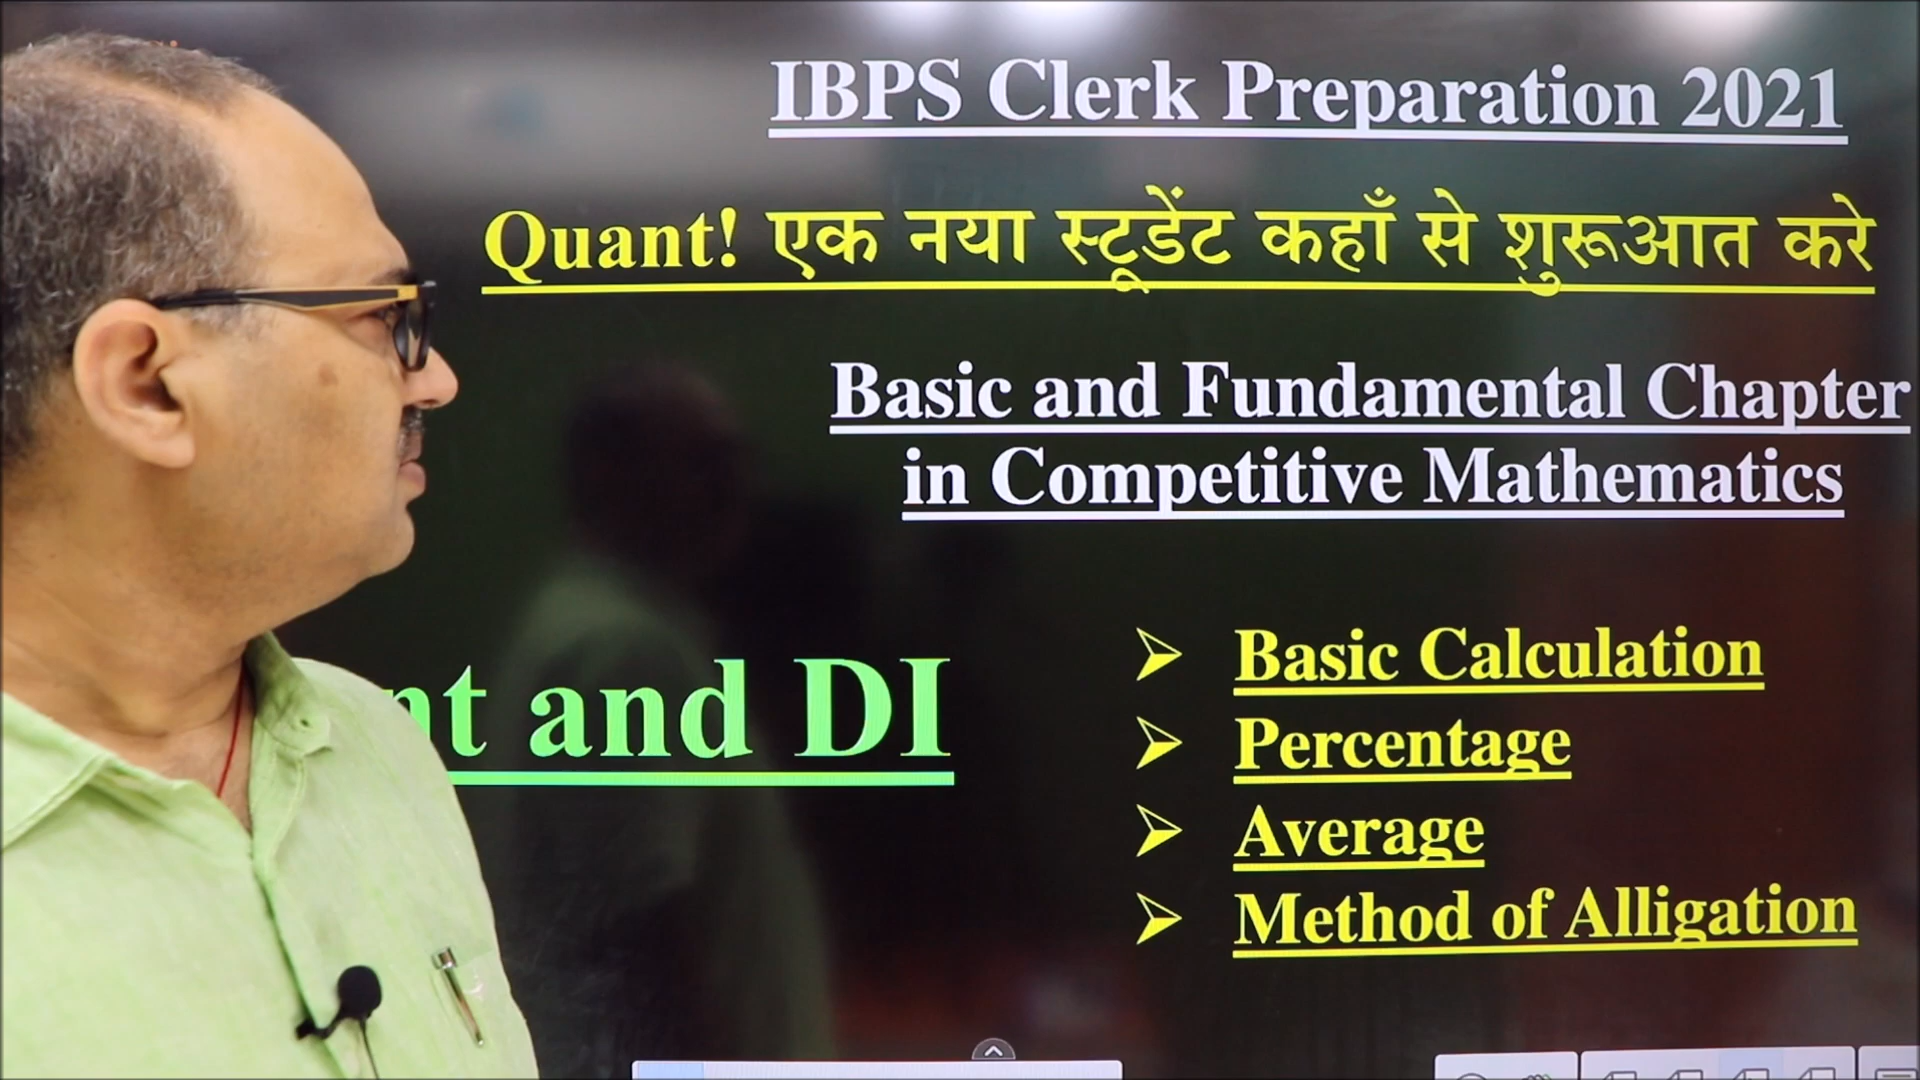 IBPS Clerk Preparation 2021
Quant! एक नया स्टूडेंट कहाँ से शुरूआत करे
Basic and Fundamental Chapter
in Competitive Mathematics
and DI
➢ Basic Calculation
➢ Percentage
➢ Average
➢ Method of Alligation